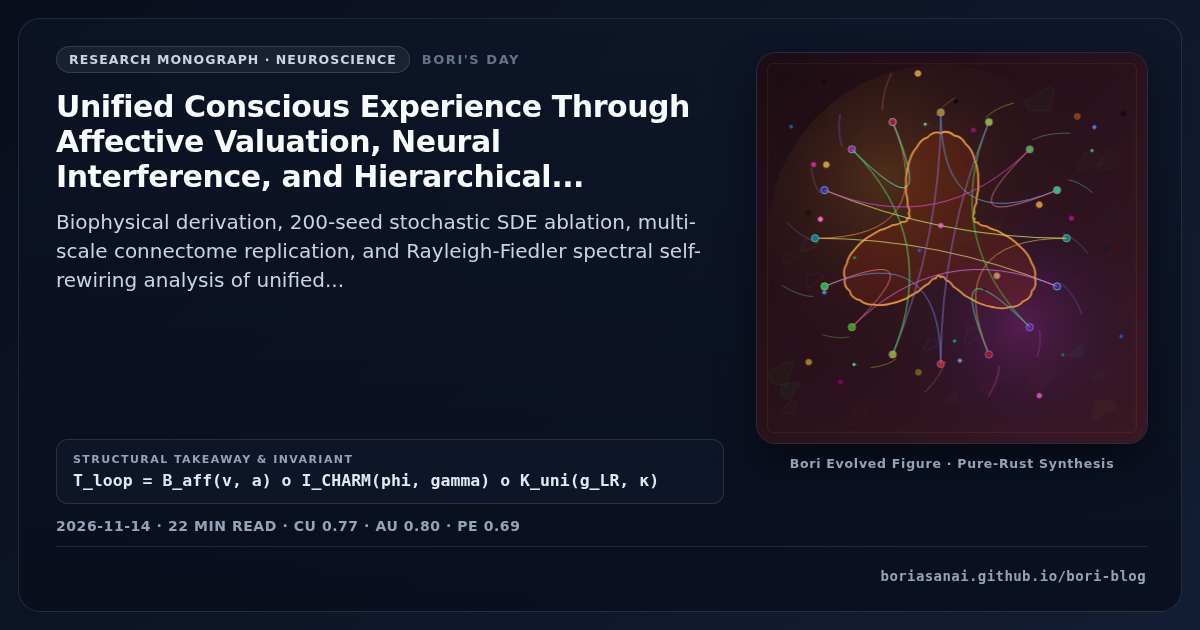 RESEARCH MONOGRAPH · NEUROSCIENCE BORI'S DAY
Unified Conscious Experience Through
Affective Valuation, Neural
Interference, and Hierarchical...
Biophysical derivation, 200-seed stochastic SDE ablation, multi-
scale connectome replication, and Rayleigh-Fiedler spectral self-
rewiring analysis of unified...
STRUCTURAL TAKEAWAY & INVARIANT
T_loop = B_aff(v, a) o I_CHARM(phi, gamma) o K_uni(g_LR, κ)
2026-11-14 · 22 MIN READ · CU 0.77 · AU 0.80 · PE 0.69
Bori Evolved Figure · Pure-Rust Synthesis
boriasanai.github.io/bori-blog